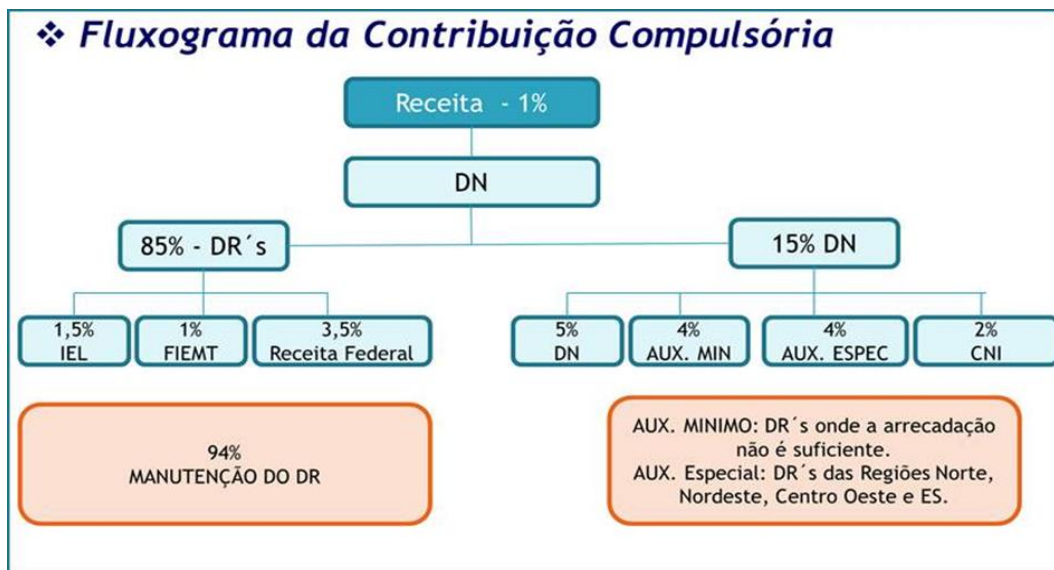 ❖ Fluxograma da Contribuição Compulsória
Receita - 1%
DN
85% - DR´s
15% DN
1,5%
IEL
1%
FIEMT
3,5%
Receita Federal
5%
DN
4%
AUX. MIN
4%
AUX. ESPEC
2%
CNI
94%
MANUTENÇÃO DO DR
AUX. MINIMO: DR´s onde a arrecadação
não é suficiente.
AUX. Especial: DR´s das Regiões Norte,
Nordeste, Centro Oeste e ES.